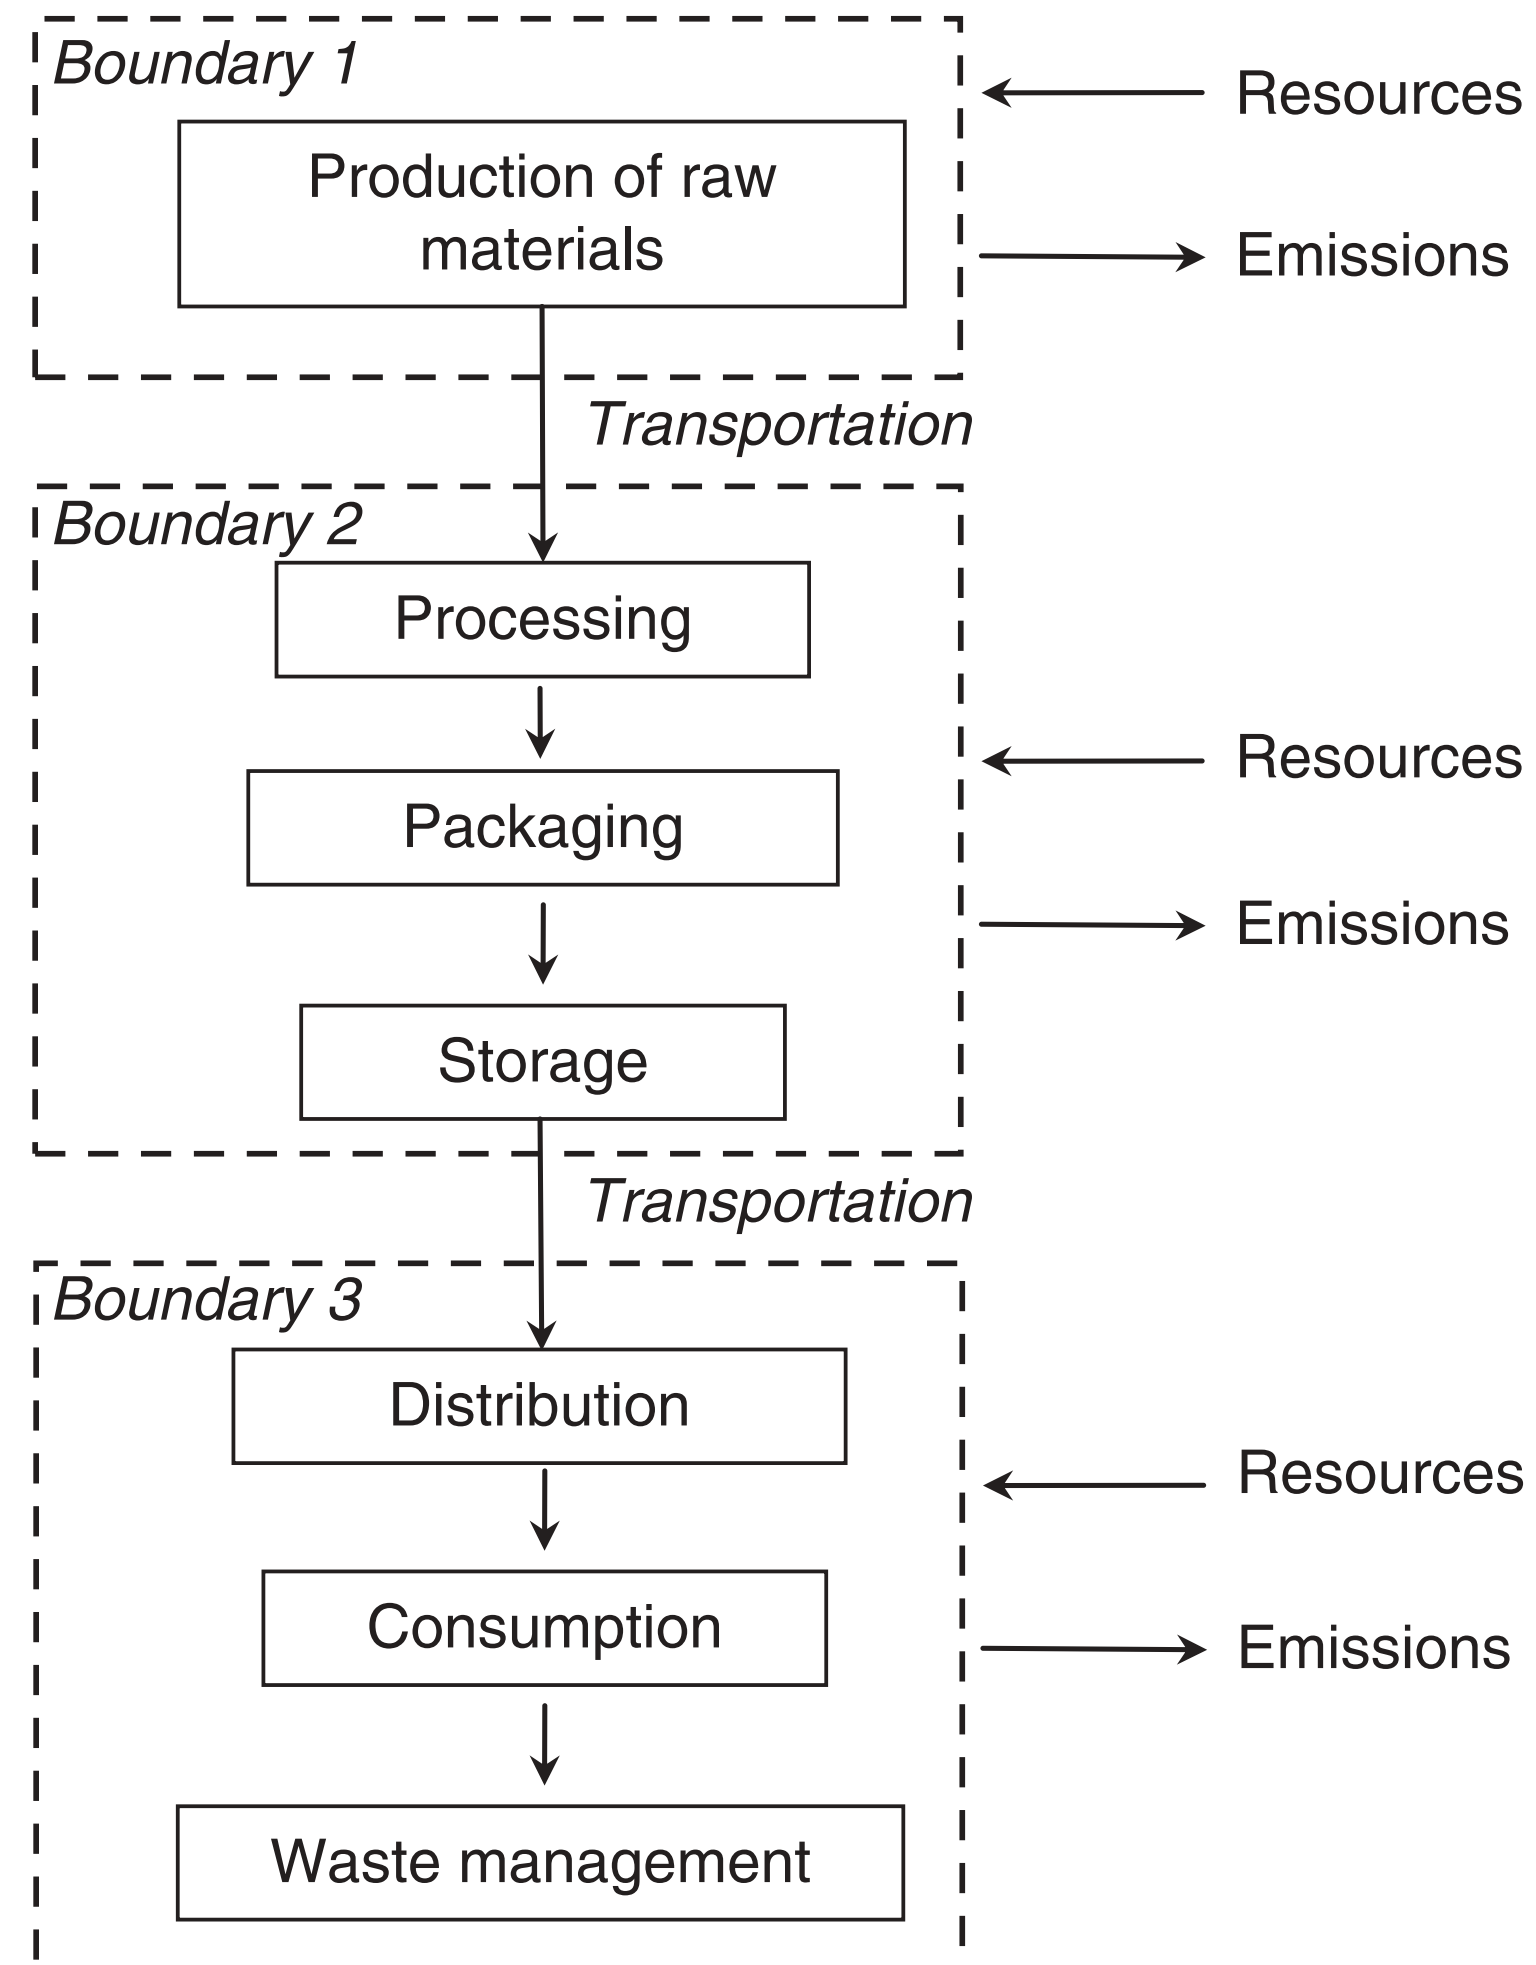 Boundary 1
Resources
Production of raw
materials
Emissions
Transportation
Boundary 2
Processing
Resources
Packaging
Emissions
Storage
Transportation
Boundary 3
Distribution
Resources
Consumption
Emissions
Waste management